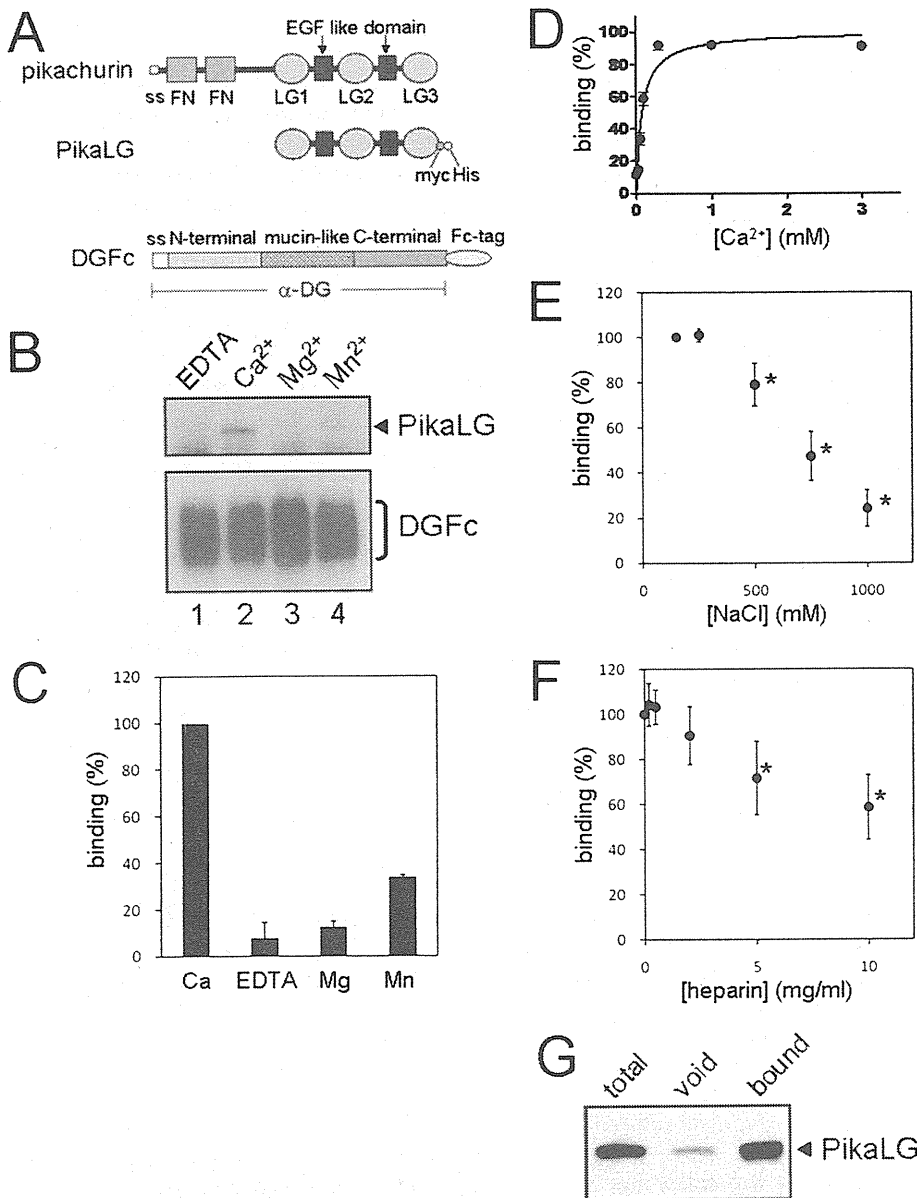 A
EGF like domain
pikachurin
ss FN FN LG1 LG2 LG3
PikaLG
myc His
ss N-terminal mucin-like C-terminal Fc-tag
DGFc
α-DG
B
EDTA Ca²⁺ Mg²⁺ Mn²⁺
PikaLG
DGFc
1 2 3 4
C
binding (%)
120
100
80
60
40
20
0
Ca EDTA Mg Mn
D
binding (%)
100
80
60
40
20
0
0 1 2 3
[Ca²⁺] (mM)
E
binding (%)
120
100
80
60
40
20
0
*
*
*
0 500 1000
[NaCl] (mM)
F
binding (%)
120
100
80
60
40
20
0
*
*
0 5 10
[heparin] (mg/ml)
G
total void bound
PikaLG